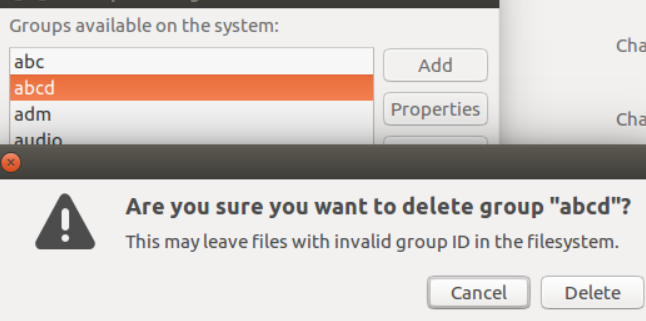 Groups available on the system:
abc
Add
abcd
Properties
adm
audio
Cha
Cha
Are you sure you want to delete group "abcd"?
This may leave files with invalid group ID in the filesystem.
Cancel
Delete